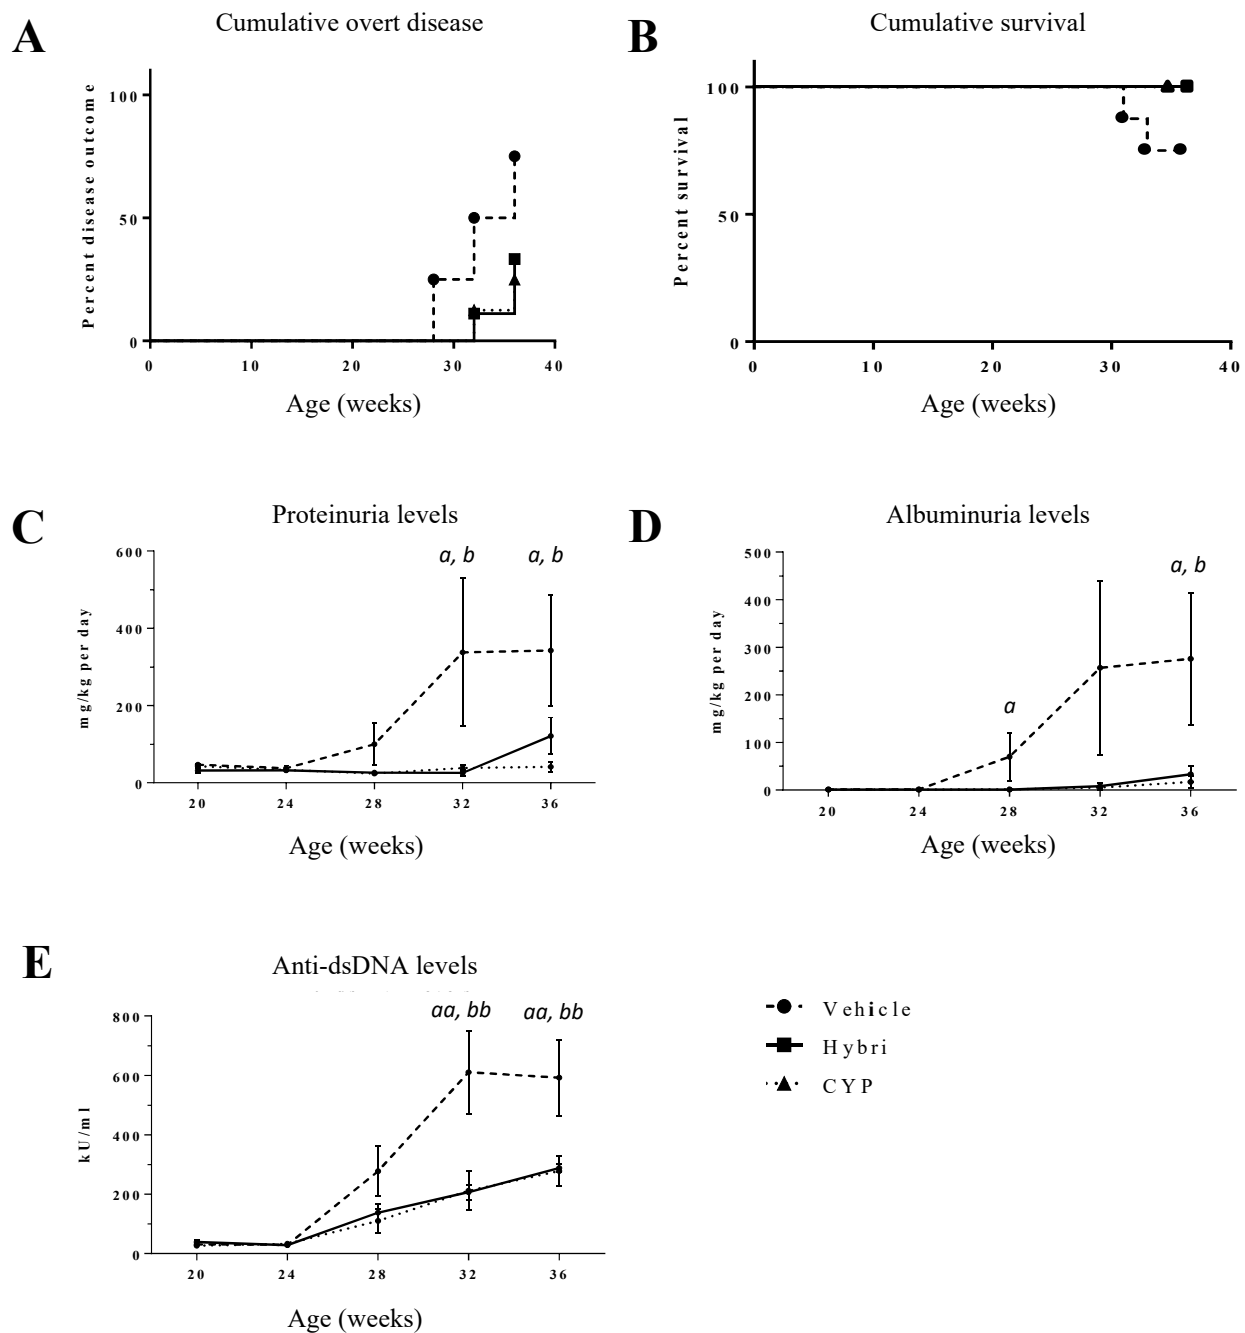 A
Cumulative overt disease
Percent disease outcome
100
50
0
0 10 20 30 40
Age (weeks)
B
Cumulative survival
Percent survival
100
50
0
0 10 20 30 40
Age (weeks)
C
Proteinuria levels
mg/kg per day
600
400
200
0
a, b a, b
20 24 28 32 36
Age (weeks)
D
Albuminuria levels
mg/kg per day
500
400
300
200
100
0
a a, b
20 24 28 32 36
Age (weeks)
E
Anti-dsDNA levels
kU/ml
800
600
400
200
0
aa, bb aa, bb
20 24 28 32 36
Age (weeks)
Vehicle
Hybri
CYP